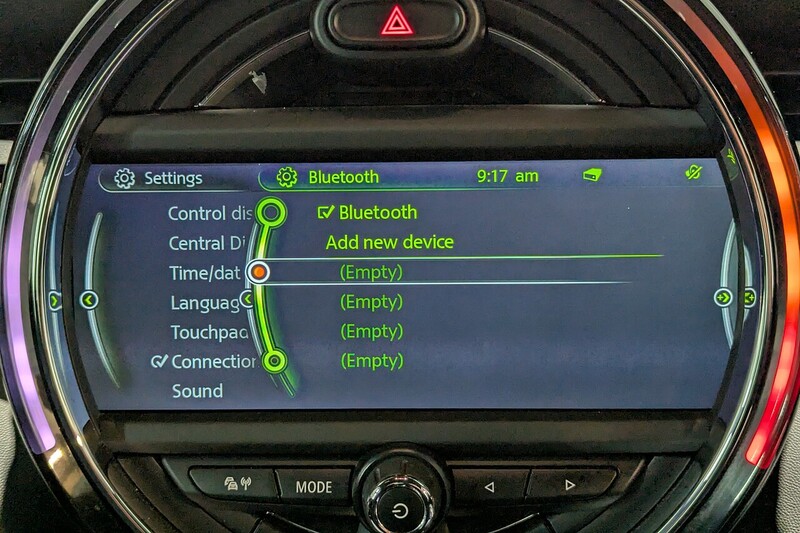 Settings
Bluetooth
9:17 am
Control dis
Central Di
Time/dat
Languag
Touchpad
Connection
Sound
Bluetooth
Add new device
(Empty)
(Empty)
(Empty)
(Empty)
MODE